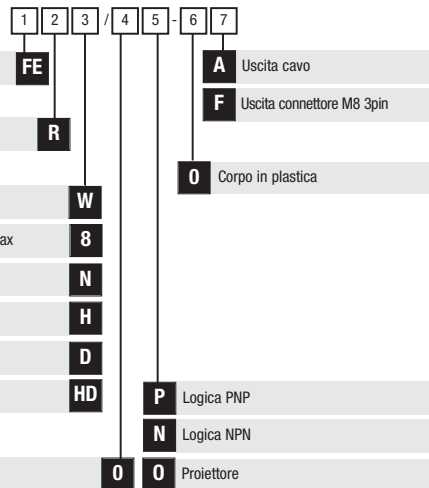 1 2 3 / 4 5 - 6 7
FE
A Uscita cavo
F Uscita connettore M8 3pin
R
0 Corpo in plastica
W
ax 8
N
H
D
HD
P Logica PNP
N Logica NPN
0 0 Proiettore